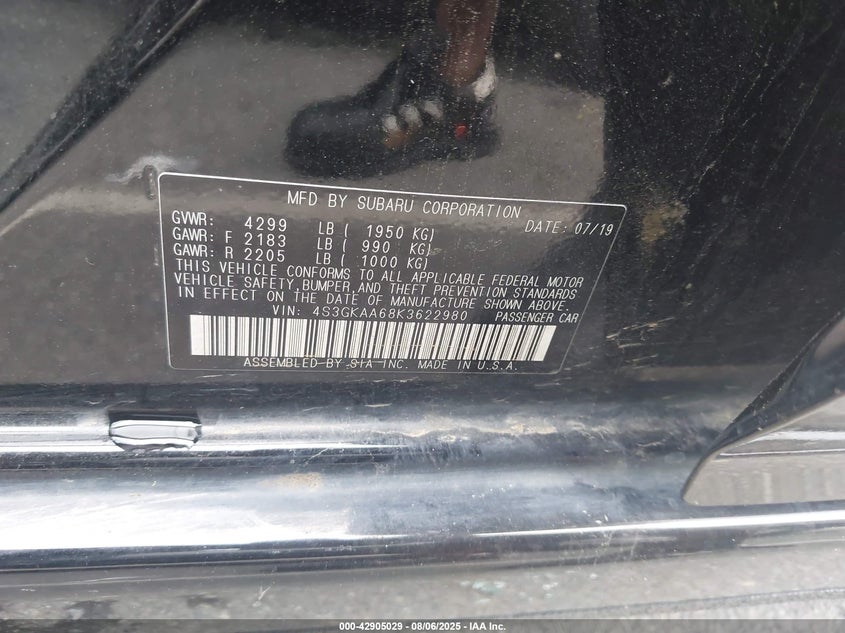 MFD BY SUBARU CORPORATION
GVWR: 4299 LB ( 1950 KG) DATE: 07/19
GAWR: F 2183 LB ( 990 KG)
GAWR: R 2205 LB ( 1000 KG)
THIS VEHICLE CONFORMS TO ALL APPLICABLE FEDERAL MOTOR
VEHICLE SAFETY, BUMPER, AND THEFT PREVENTION STANDARDS
IN EFFECT ON THE DATE OF MANUFACTURE SHOWN ABOVE.
VIN: 4S3GKAA68K3622980 PASSENGER CAR
ASSEMBLED BY SIA INC. MADE IN U.S.A.
000-42905029 - 08/06/2025 - IAA Inc.